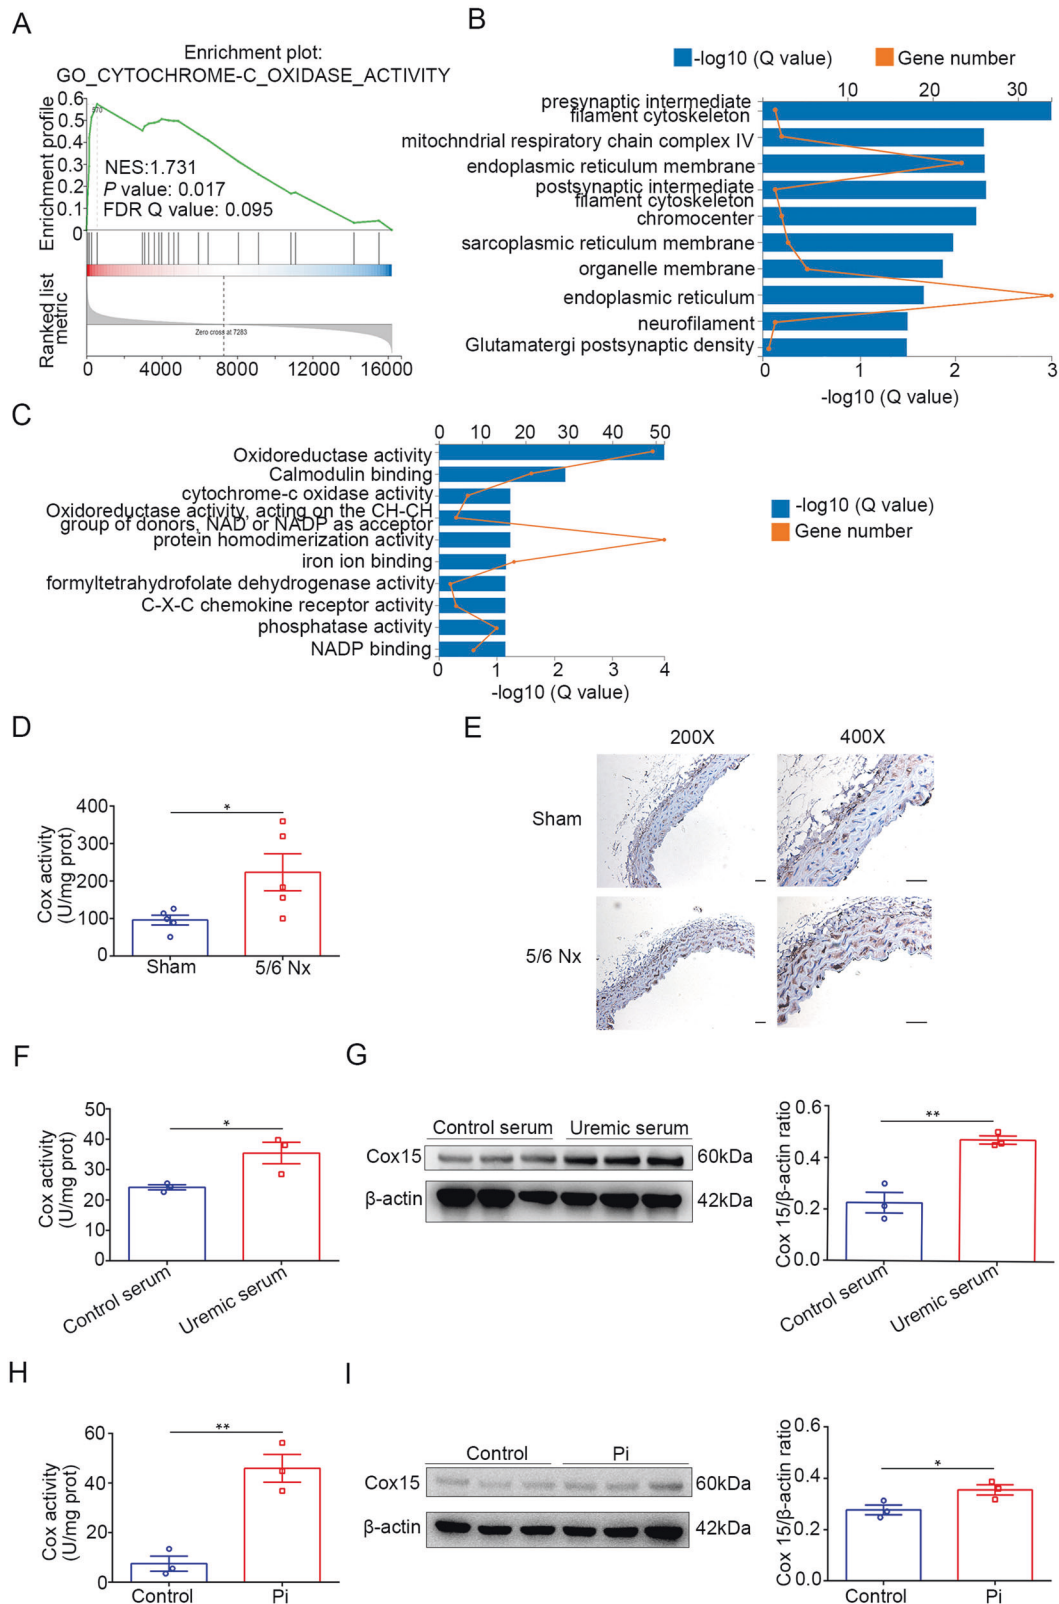 A
Enrichment plot:
GO_CYTOCHROME-C_OXIDASE_ACTIVITY
Enrichment profile
0.6
0.5
0.4
0.3
0.2
0.1
0
NES:1.731
P value: 0.017
FDR Q value: 0.095
Ranked list
metric
Zero cross at 7283
0 4000 8000 12000 16000
B
-log10 (Q value) Gene number
10 20 30
presynaptic intermediate
filament cytoskeleton
mitochndrial respiratory chain complex IV
endoplasmic reticulum membrane
postsynaptic intermediate
filament cytoskeleton
chromocenter
sarcoplasmic reticulum membrane
organelle membrane
endoplasmic reticulum
neurofilament
Glutamatergi postsynaptic density
0 1 2 3
-log10 (Q value)
C
0 10 20 30 40 50
Oxidoreductase activity
Calmodulin binding
cytochrome-c oxidase activity
Oxidoreductase activity, acting on the CH-CH
group of donors, NAD or NADP as acceptor
protein homodimerization activity
iron ion binding
formyltetrahydrofolate dehydrogenase activity
C-X-C chemokine receptor activity
phosphatase activity
NADP binding
0 1 2 3 4
-log10 (Q value)
-log10 (Q value)
Gene number
D
Cox activity
(U/mg prot)
400
300
200
100
0
*
Sham 5/6 Nx
E
200X 400X
Sham
5/6 Nx
F
Cox activity
(U/mg prot)
50
40
30
20
10
0
*
Control serum Uremic serum
G
Control serum Uremic serum
Cox15 60kDa
β-actin 42kDa
Cox 15/β-actin ratio
0.6
0.4
0.2
0.0
**
Control serum Uremic serum
H
Cox activity
(U/mg prot)
60
40
20
0
**
Control Pi
I
Control Pi
Cox15 60kDa
β-actin 42kDa
Cox 15/β-actin ratio
0.6
0.4
0.2
0.0
*
Control Pi